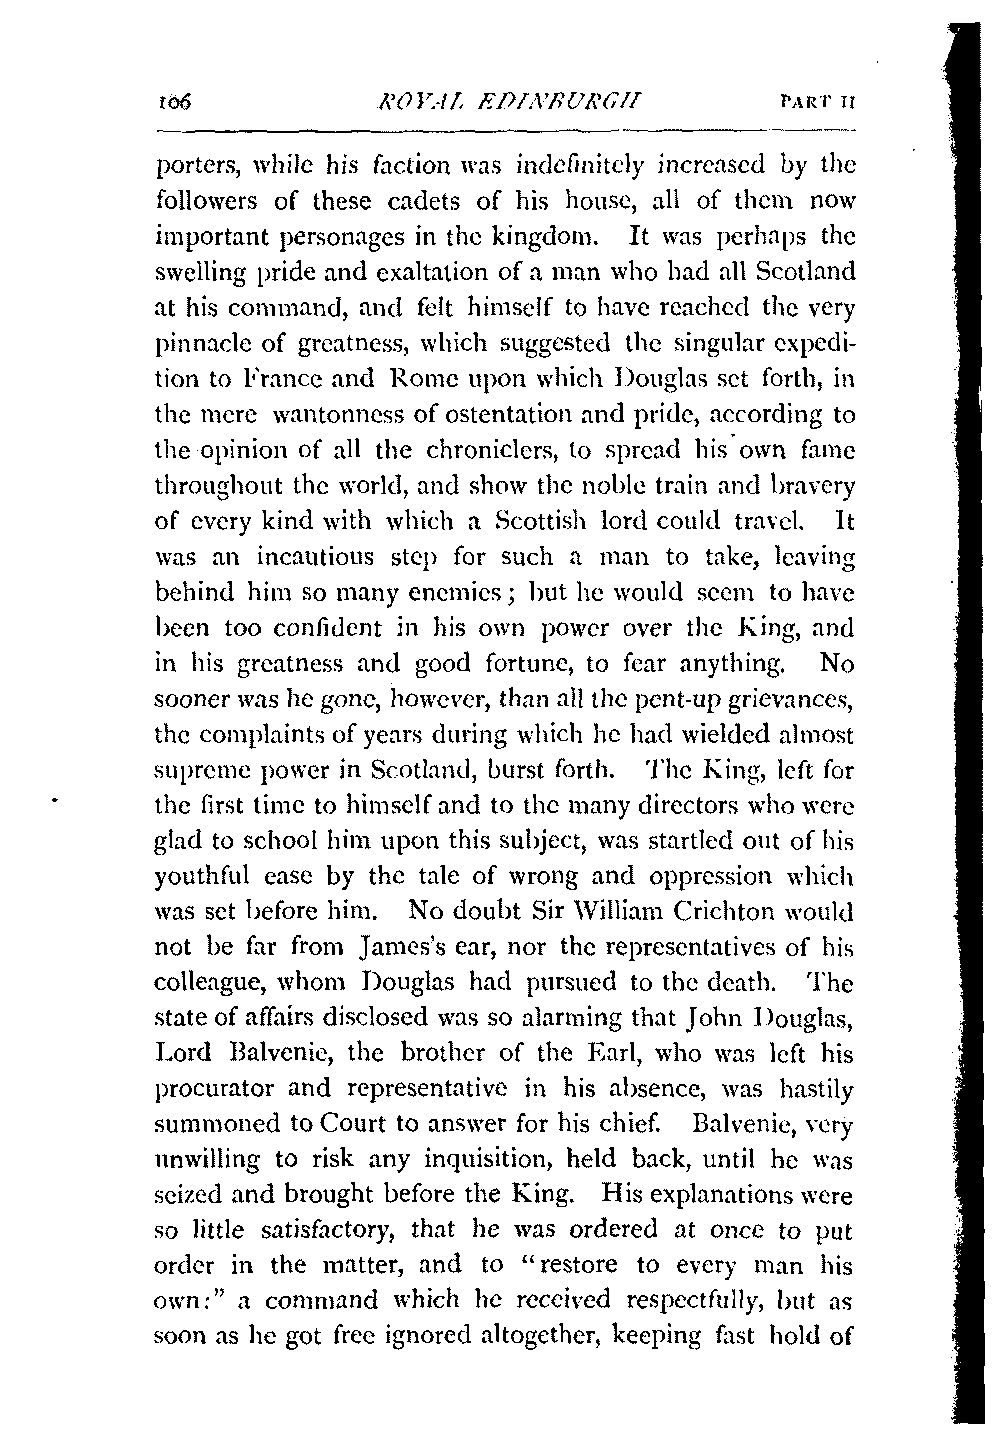 106 ROYAL EDINBURGH PART II
porters, while his faction was indefinitely increased by the
followers of these cadets of his house, all of them now
important personages in the kingdom. It was perhaps the
swelling pride and exaltation of a man who had all Scotland
at his command, and felt himself to have reached the very
pinnacle of greatness, which suggested the singular expedi-
tion to France and Rome upon which Douglas set forth, in
the mere wantonness of ostentation and pride, according to
the opinion of all the chroniclers, to spread his own fame
throughout the world, and show the noble train and bravery
of every kind with which a Scottish lord could travel. It
was an incautious step for such a man to take, leaving
behind him so many enemies; but he would seem to have
been too confident in his own power over the King, and
in his greatness and good fortune, to fear anything. No
sooner was he gone, however, than all the pent-up grievances,
the complaints of years during which he had wielded almost
supreme power in Scotland, burst forth. The King, left for
the first time to himself and to the many directors who were
glad to school him upon this subject, was startled out of his
youthful ease by the tale of wrong and oppression which
was set before him. No doubt Sir William Crichton would
not be far from James's ear, nor the representatives of his
colleague, whom Douglas had pursued to the death. The
state of affairs disclosed was so alarming that John Douglas,
Lord Balvenie, the brother of the Earl, who was left his
procurator and representative in his absence, was hastily
summoned to Court to answer for his chief. Balvenie, very
unwilling to risk any inquisition, held back, until he was
seized and brought before the King. His explanations were
so little satisfactory, that he was ordered at once to put
order in the matter, and to "restore to every man his
own:" a command which he received respectfully, but as
soon as he got free ignored altogether, keeping fast hold of